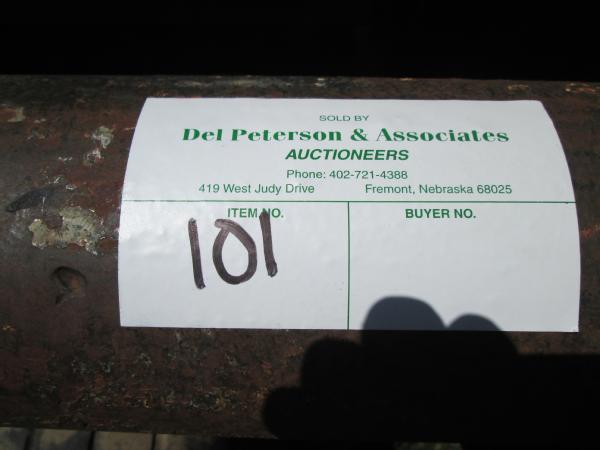 SOLD BY
Del Peterson & Associates
AUCTIONEERS
Phone: 402-721-4388
419 West Judy Drive Fremont, Nebraska 68025
ITEM NO. BUYER NO.
101